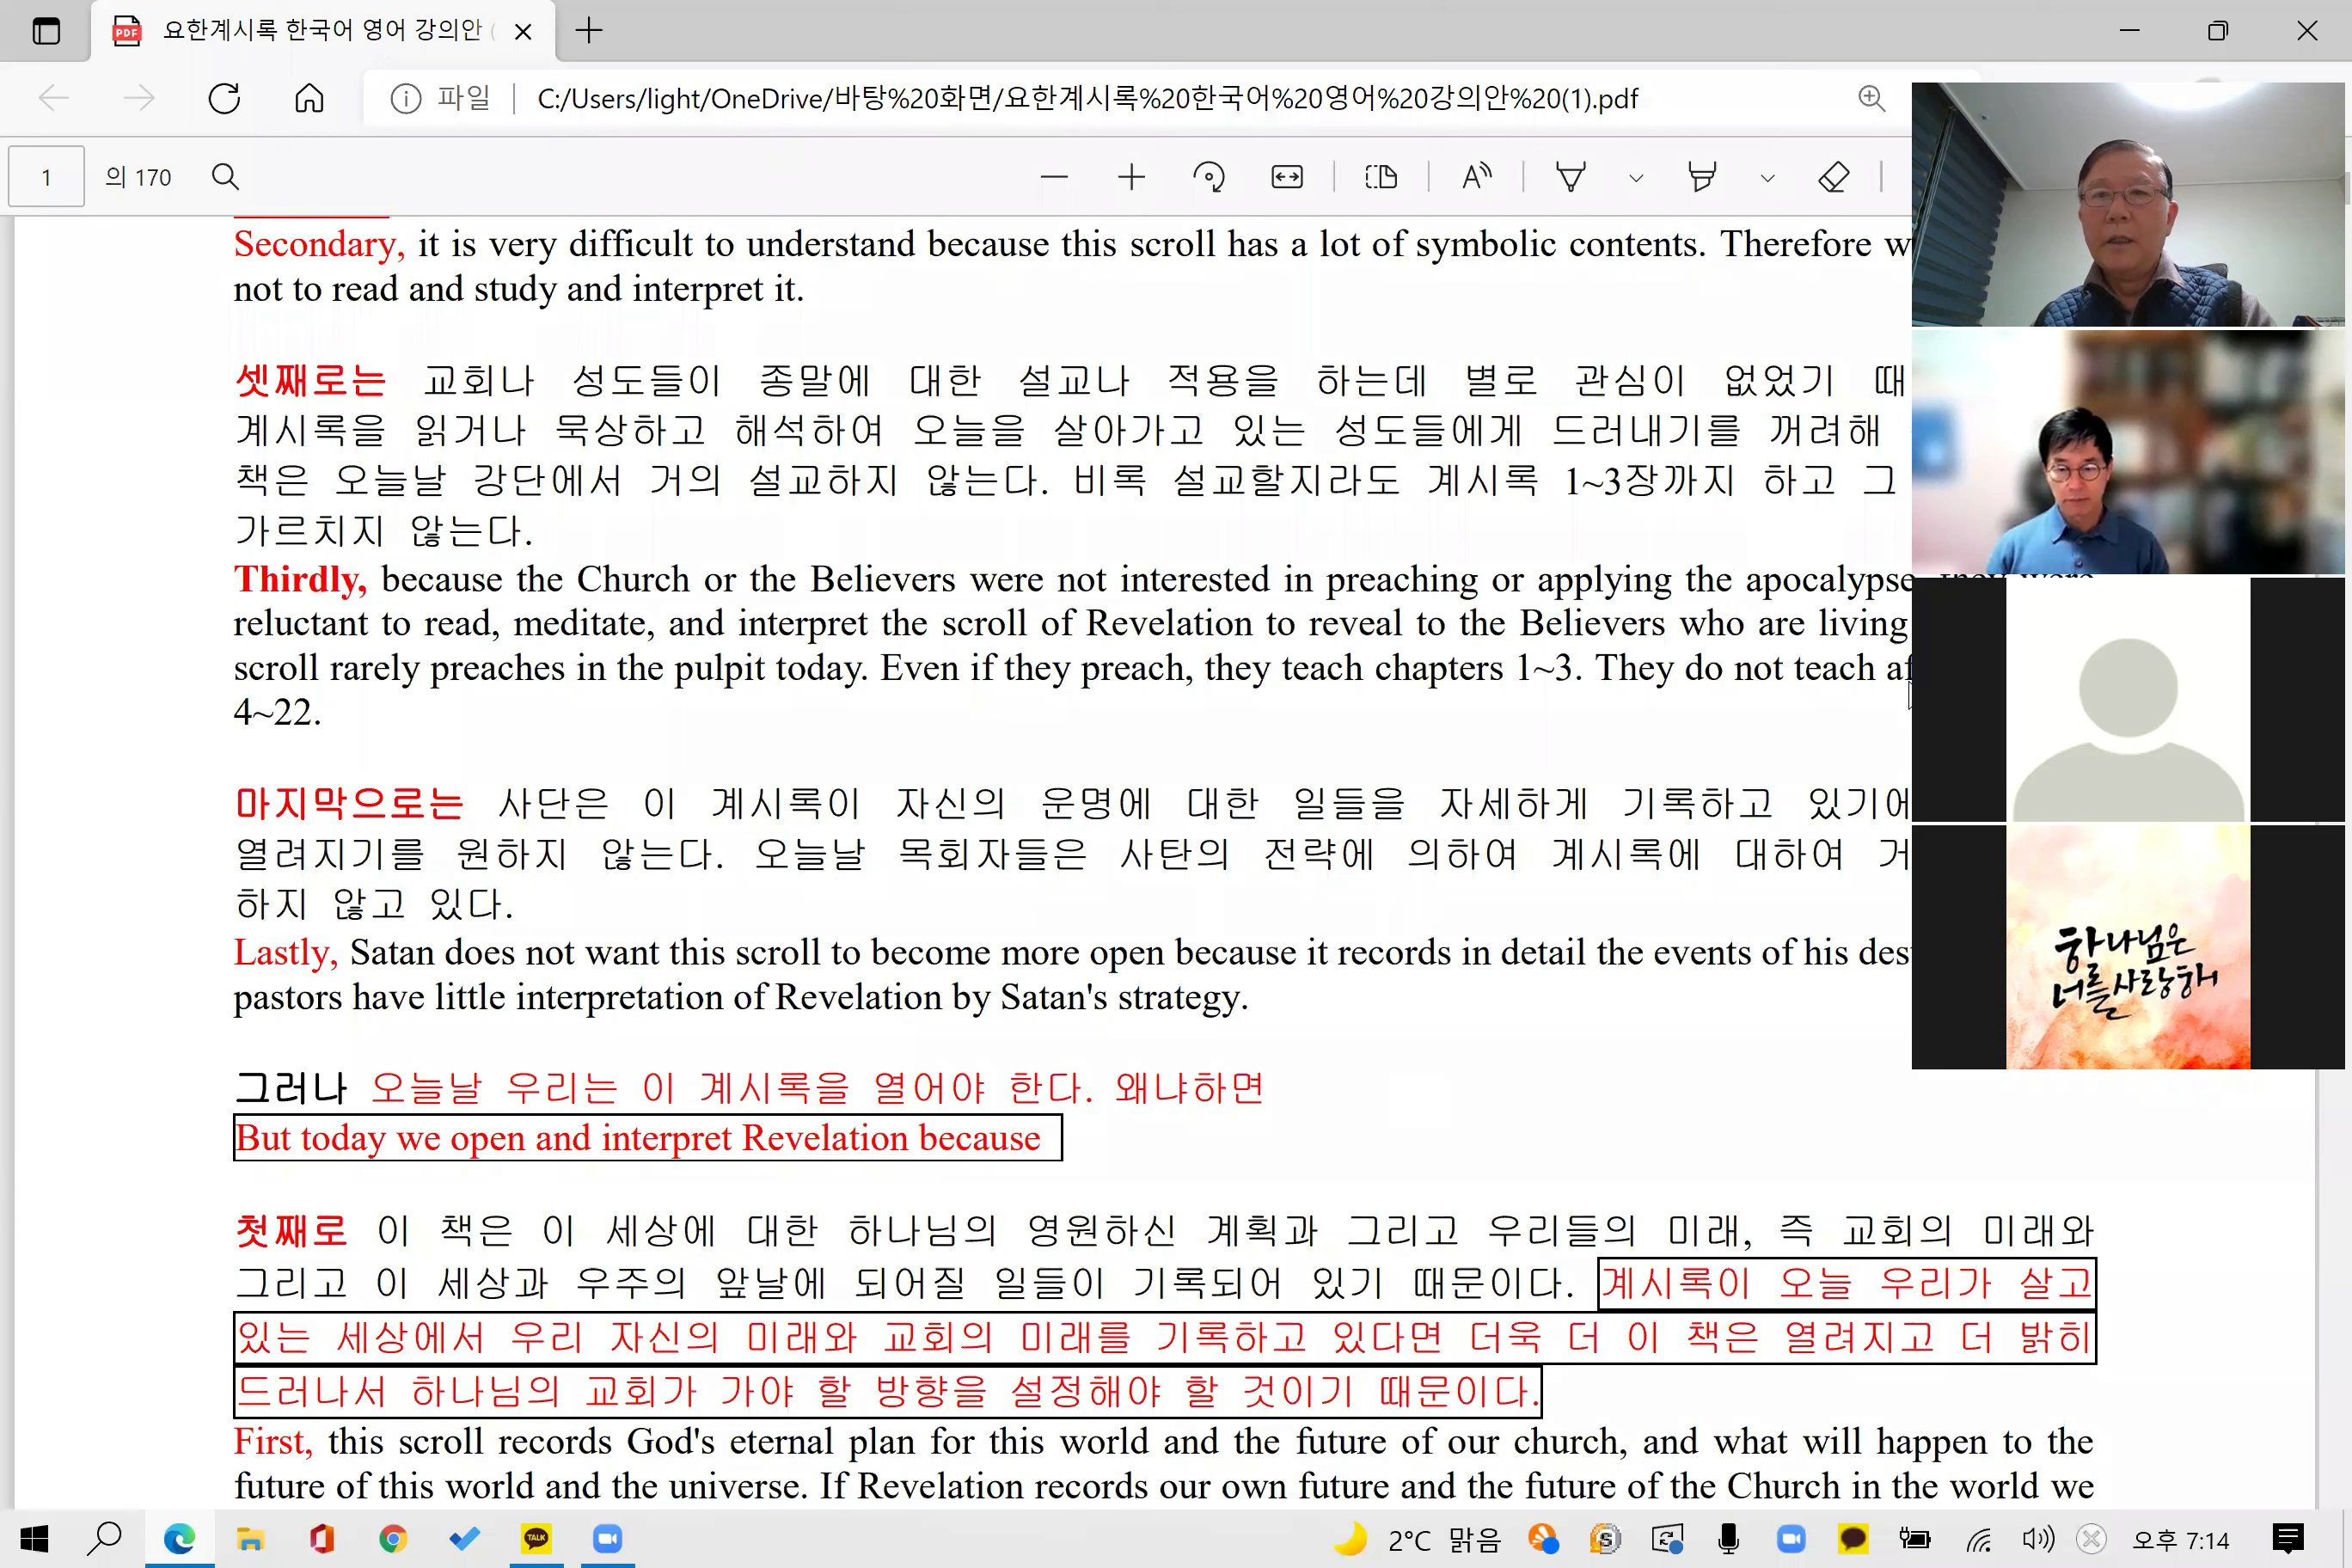 요한계시록 한국어 영어 강의안 (
파일
C:/Users/light/OneDrive/바탕%20화면/요한계시록%20한국어%20영어%20강의안%20(1).pdf
1 의 170
Secondary, it is very difficult to understand because this scroll has a lot of symbolic contents. Therefore w
not to read and study and interpret it.
셋째로는 교회나 성도들이 종말에 대한 설교나 적용을 하는데 별로 관심이 없었기 때
계시록을 읽거나 묵상하고 해석하여 오늘을 살아가고 있는 성도들에게 드러내기를 꺼려해
책은 오늘날 강단에서 거의 설교하지 않는다. 비록 설교할지라도 계시록 1~3장까지 하고 그
가르치지 않는다.
Thirdly, because the Church or the Believers were not interested in preaching or applying the apocalypse, they were
reluctant to read, meditate, and interpret the scroll of Revelation to reveal to the Believers who are living
scroll rarely preaches in the pulpit today. Even if they preach, they teach chapters 1~3. They do not teach af
4~22.
마지막으로는 사단은 이 계시록이 자신의 운명에 대한 일들을 자세하게 기록하고 있기에
열려지기를 원하지 않는다. 오늘날 목회자들은 사탄의 전략에 의하여 계시록에 대하여 거
하지 않고 있다.
Lastly, Satan does not want this scroll to become more open because it records in detail the events of his des
pastors have little interpretation of Revelation by Satan's strategy.
하나님은
너를 사랑해
그러나 오늘날 우리는 이 계시록을 열어야 한다. 왜냐하면
But today we open and interpret Revelation because
첫째로 이 책은 이 세상에 대한 하나님의 영원하신 계획과 그리고 우리들의 미래, 즉 교회의 미래와
그리고 이 세상과 우주의 앞날에 되어질 일들이 기록되어 있기 때문이다. 계시록이 오늘 우리가 살고
있는 세상에서 우리 자신의 미래와 교회의 미래를 기록하고 있다면 더욱 더 이 책은 열려지고 더 밝히
드러나서 하나님의 교회가 가야 할 방향을 설정해야 할 것이기 때문이다.
First, this scroll records God's eternal plan for this world and the future of our church, and what will happen to the
future of this world and the universe. If Revelation records our own future and the future of the Church in the world we
TALK
2°C 맑음
오후 7:14